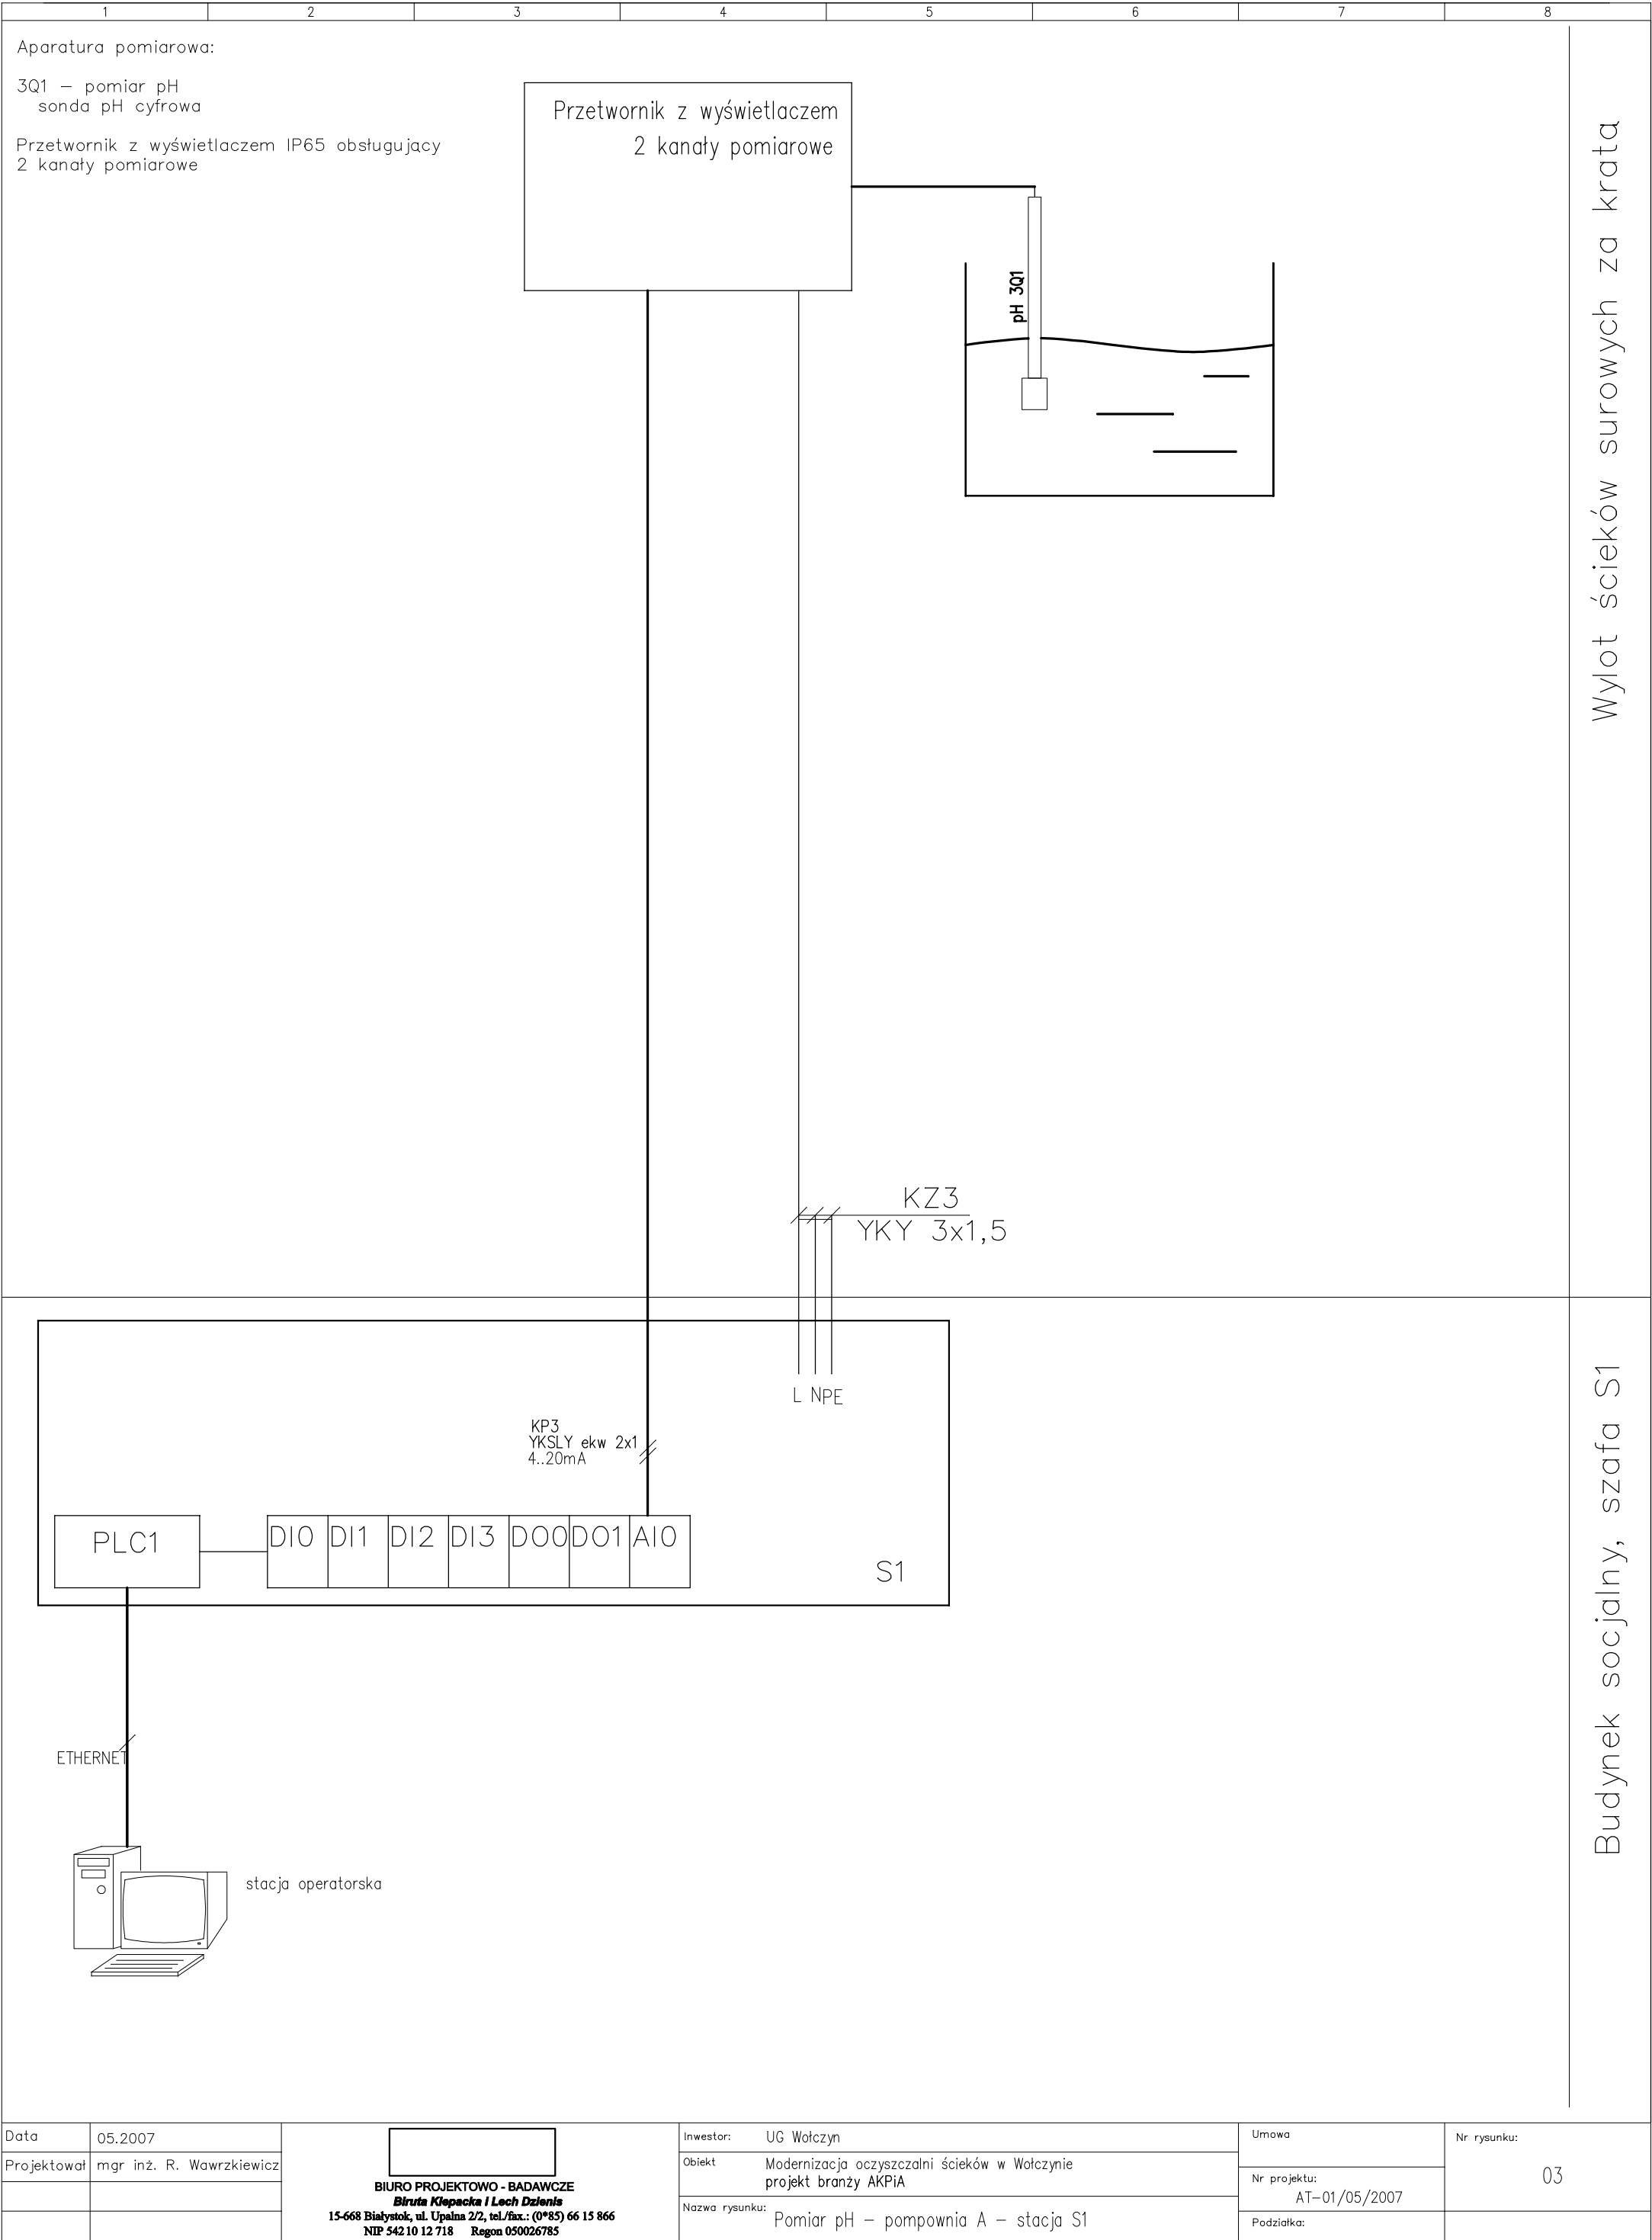 1 2 3 4 5 6 7 8
Aparatura pomiarowa:
3Q1 – pomiar pH
sonda pH cyfrowa
Przetwornik z wyświetlaczem IP65 obsługujący
2 kanały pomiarowe
Przetwornik z wyświetlaczem
2 kanały pomiarowe
pH 3Q1
Wylot ścieków surowych za krata
KZ3
YKY 3x1,5
L N PE
KP3
YKSLY ekw 2x1
4..20mA
PLC1
DI0 DI1 DI2 DI3 DO0 DO1 AI0
S1
Budynek socjalny, szafa S1
ETHERNET
stacja operatorska
Data 05.2007
Projektował mgr inż. R. Wawrzkiewicz
BIURO PROJEKTOWO - BADAWCZE
Biruta Klepacka i Lech Dzienis
15-668 Białystok, ul. Upalna 2/2, tel./fax.: (0*85) 66 15 866
NIP 542 10 12 718 Regon 050026785
Inwestor: UG Wołczyn
Obiekt Modernizacja oczyszczalni ścieków w Wołczynie
projekt branży AKPiA
Nazwa rysunku: Pomiar pH – pompownia A – stacja S1
Umowa
Nr projektu:
AT–01/05/2007
Podziałka:
Nr rysunku:
03